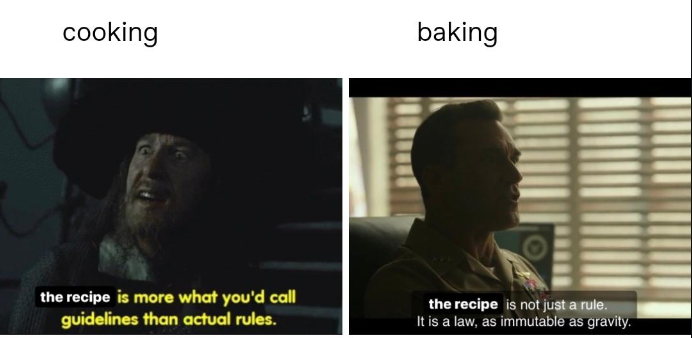 cooking
baking
the recipe is more what you'd call
guidelines than actual rules.
the recipe is not just a rule.
It is a law, as immutable as gravity.